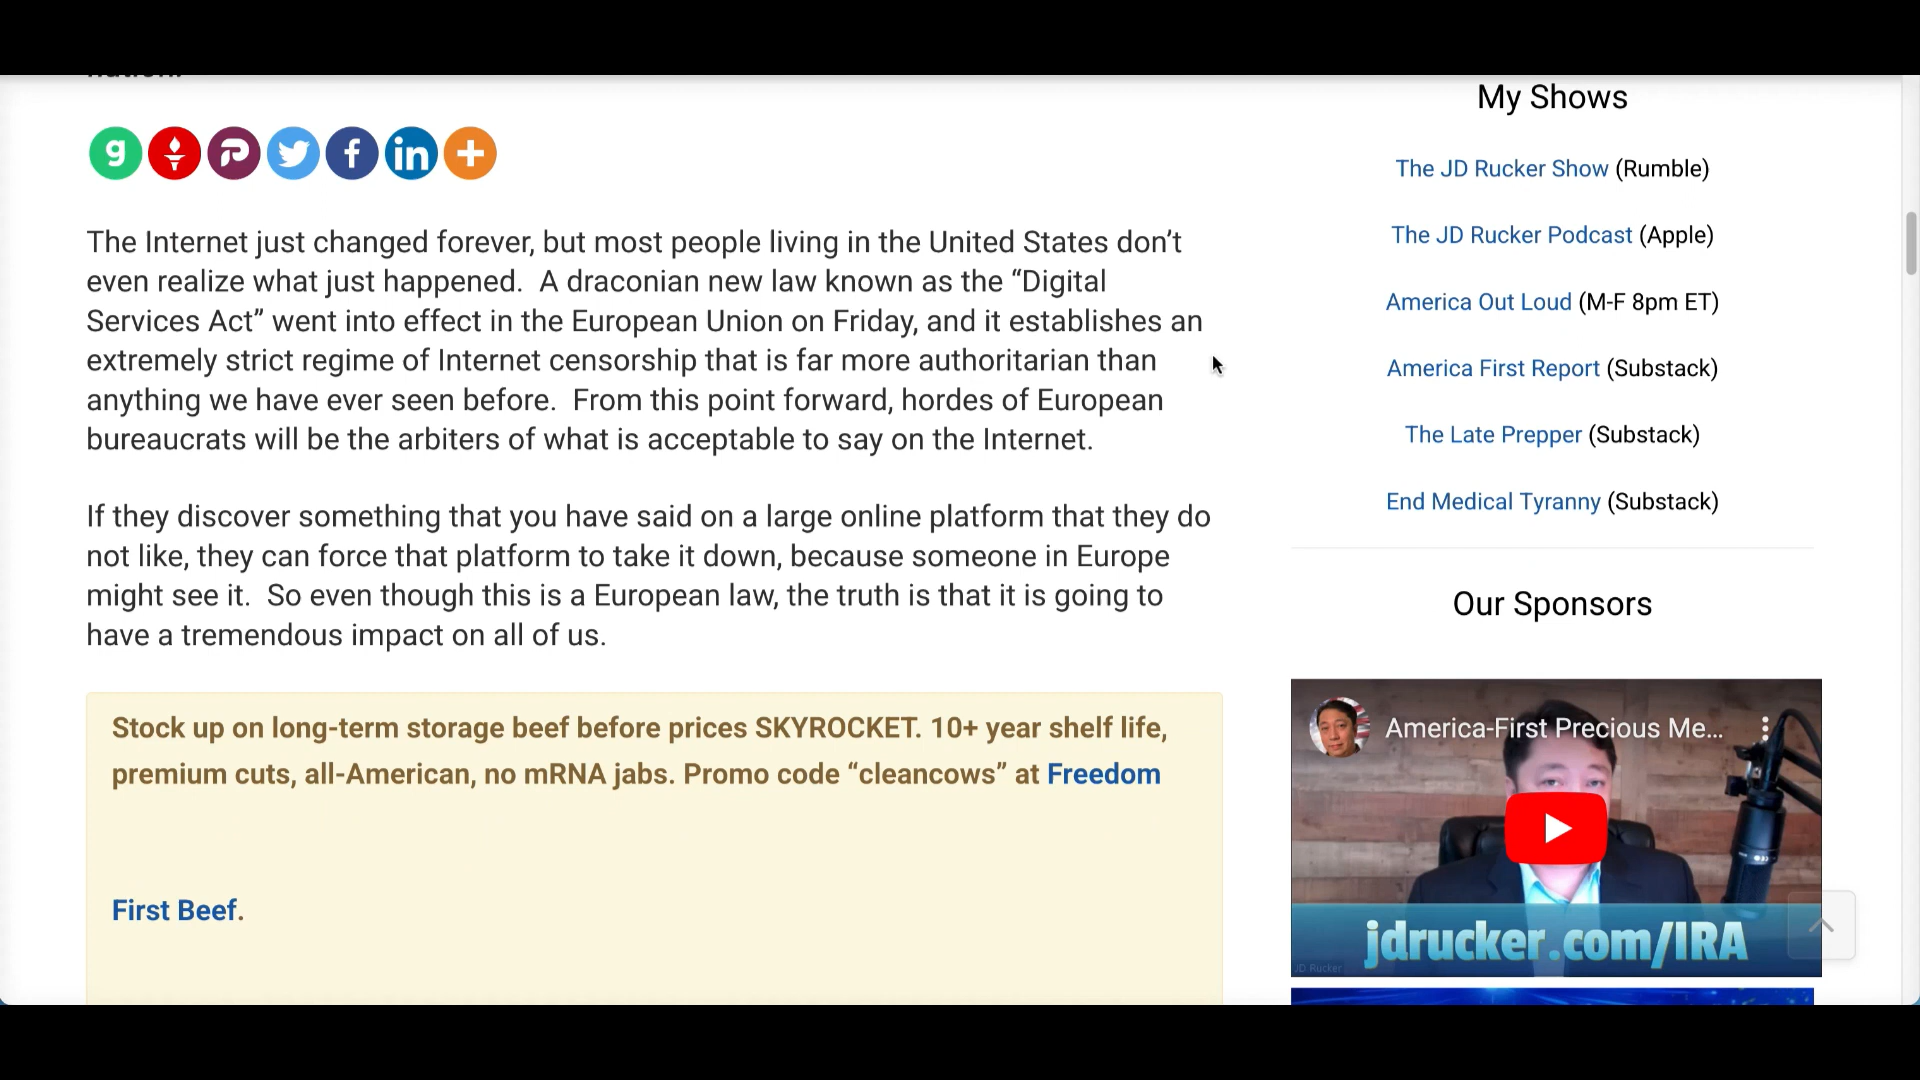 My Shows
The JD Rucker Show (Rumble)
The JD Rucker Podcast (Apple)
America Out Loud (M-F 8pm ET)
America First Report (Substack)
The Late Prepper (Substack)
End Medical Tyranny (Substack)
The Internet just changed forever, but most people living in the United States don’t
even realize what just happened.  A draconian new law known as the “Digital
Services Act” went into effect in the European Union on Friday, and it establishes an
extremely strict regime of Internet censorship that is far more authoritarian than
anything we have ever seen before.  From this point forward, hordes of European
bureaucrats will be the arbiters of what is acceptable to say on the Internet.
If they discover something that you have said on a large online platform that they do
not like, they can force that platform to take it down, because someone in Europe
might see it.  So even though this is a European law, the truth is that it is going to
have a tremendous impact on all of us.
Stock up on long-term storage beef before prices SKYROCKET. 10+ year shelf life,
premium cuts, all-American, no mRNA jabs. Promo code “cleancows” at Freedom
First Beef.
Our Sponsors
America-First Precious Me...
jdrucker.com/IRA
JD Rucker